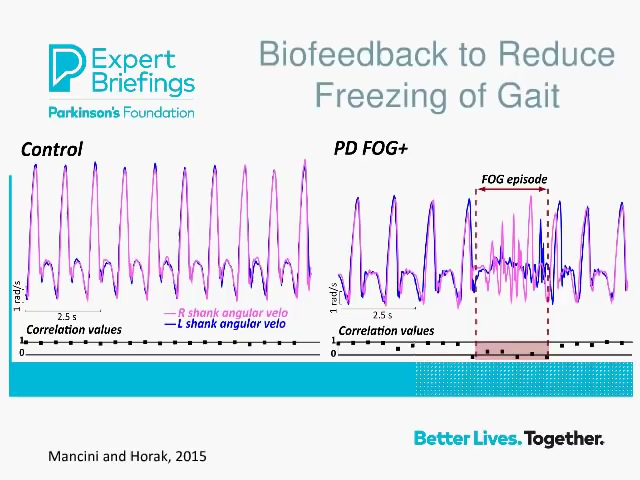 Expert
Briefings
Parkinson's Foundation
Biofeedback to Reduce
Freezing of Gait
Control
PD FOG+
FOG episode
1 rad/s
2.5 s
R shank angular velo
L shank angular velo
1 rad/s
2.5 s
Correlation values
1
0
Correlation values
1
0
Better Lives. Together.
Mancini and Horak, 2015